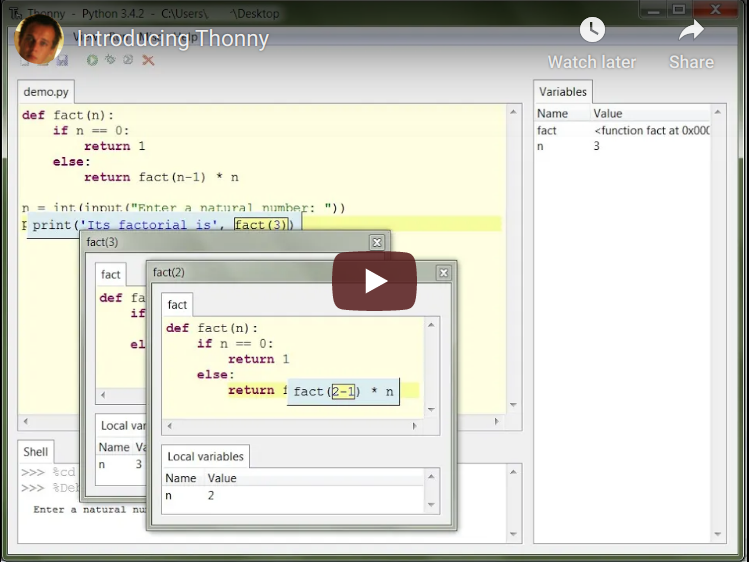 Thonny - Python 3.4.2 - C:\Users\ \Desktop
Introducing Thonny
Watch later
Share
demo.py
def fact(n):
if n == 0:
return 1
else:
return fact(n-1) * n
n = int(input("Enter a natural number: "))
print('Its factorial is', fact(3))
Variables
Name Value
fact <function fact at 0x000
n 3
fact(3)
fact
def fa
if
el
Local va
Name Va
n 3
fact(2)
fact
def fact(n):
if n == 0:
return 1
else:
return f fact(2-1) * n
Local variables
Name Value
n 2
Shell
>>> %cd
>>> %Deb
Enter a natural nu